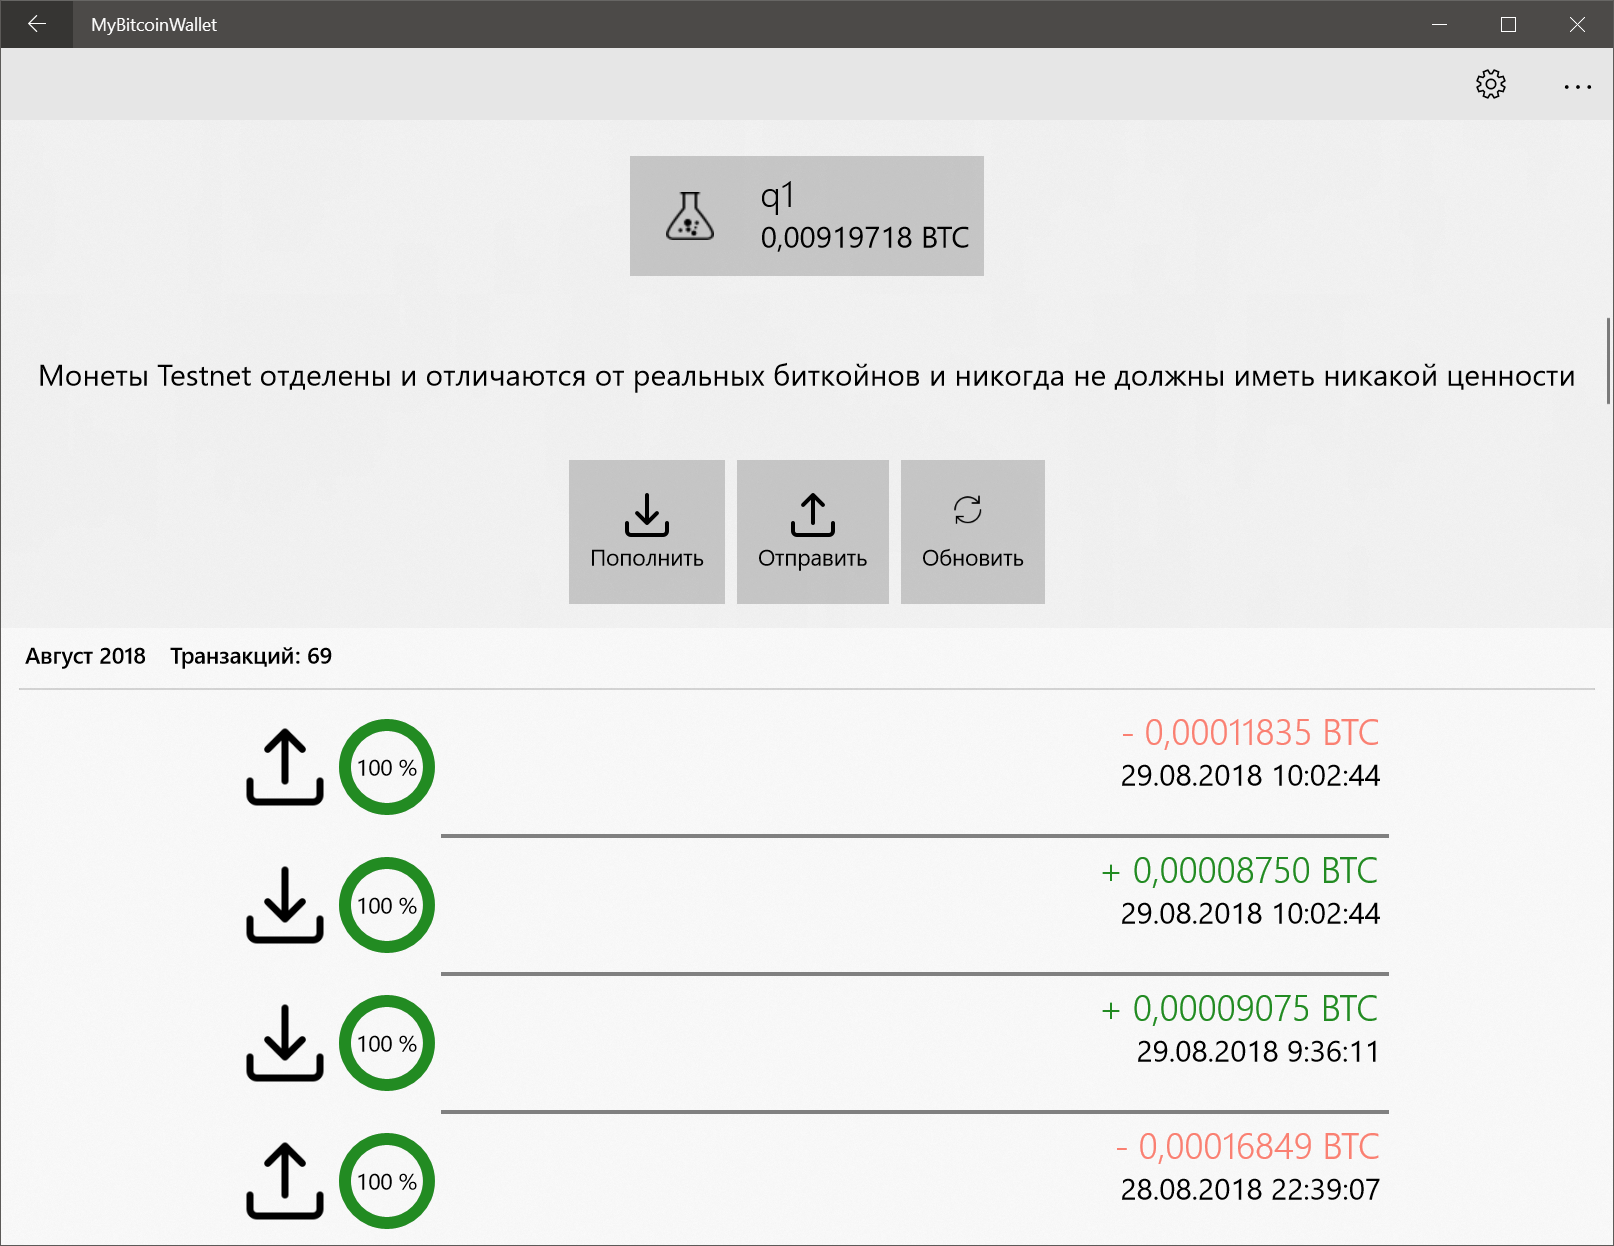 MyBitcoinWallet
q1
0,00919718 BTC
Монеты Testnet отделены и отличаются от реальных биткойнов и никогда не должны иметь никакой ценности
Пополнить
Отправить
Обновить
Август 2018 Транзакций: 69
100 %
- 0,00011835 BTC
29.08.2018 10:02:44
100 %
+ 0,00008750 BTC
29.08.2018 10:02:44
100 %
+ 0,00009075 BTC
29.08.2018 9:36:11
100 %
- 0,00016849 BTC
28.08.2018 22:39:07